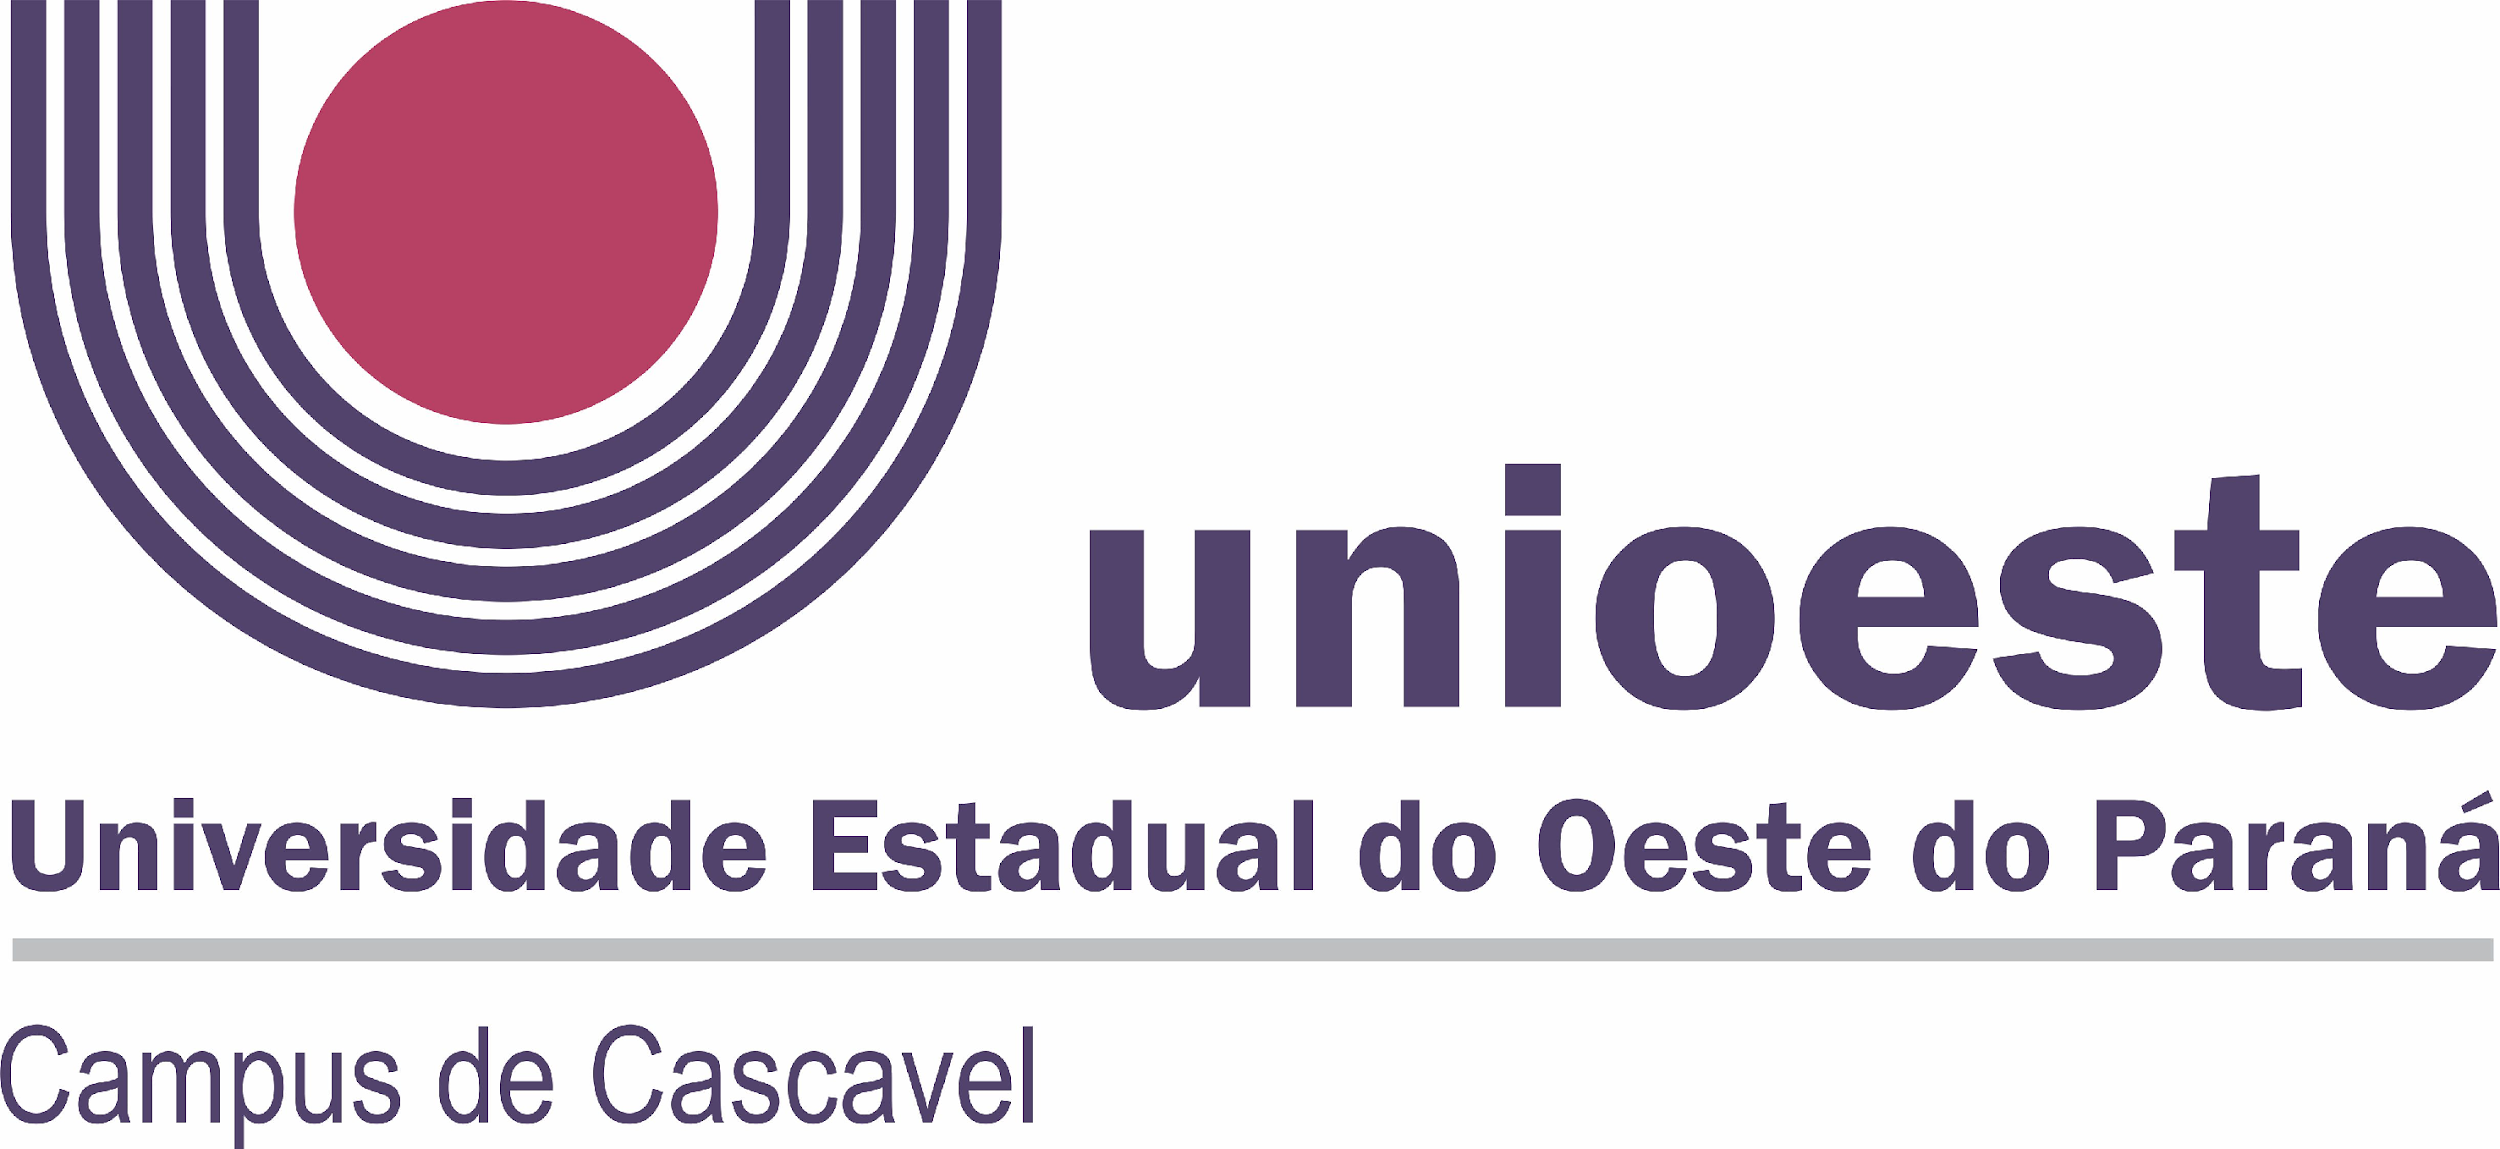 unioeste
Universidade Estadual do Oeste do Paraná
Campus de Cascavel